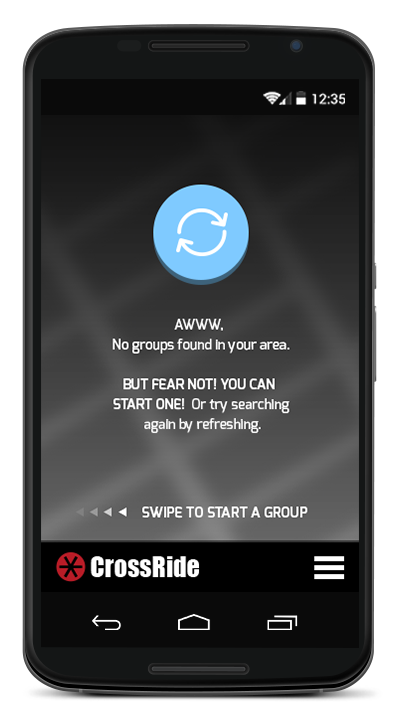 12:35
AWWW,
No groups found in your area.
BUT FEAR NOT! YOU CAN
START ONE! Or try searching
again by refreshing.
SWIPE TO START A GROUP
CrossRide